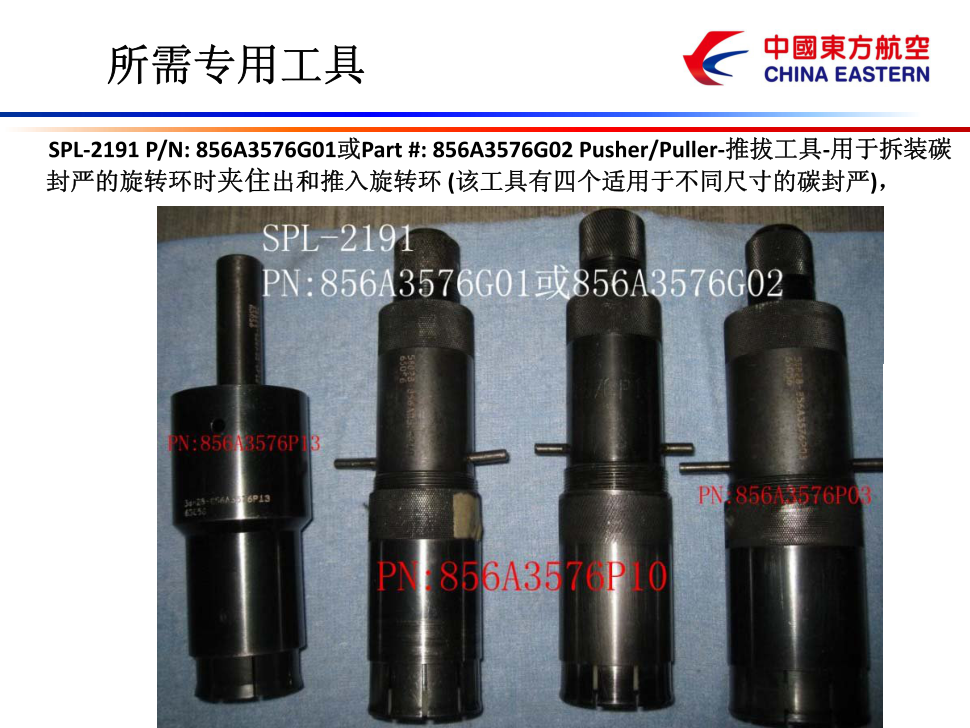 所需专用工具
中國東方航空
CHINA EASTERN
SPL-2191 P/N: 856A3576G01或Part #: 856A3576G02 Pusher/Puller-推拔工具-用于拆装碳
封严的旋转环时夹住出和推入旋转环 (该工具有四个适用于不同尺寸的碳封严)，
SPL-2191
PN:856A3576G01或856A3576G02
PN:856A3576P13
PN:856A3576P03
PN:856A3576P10